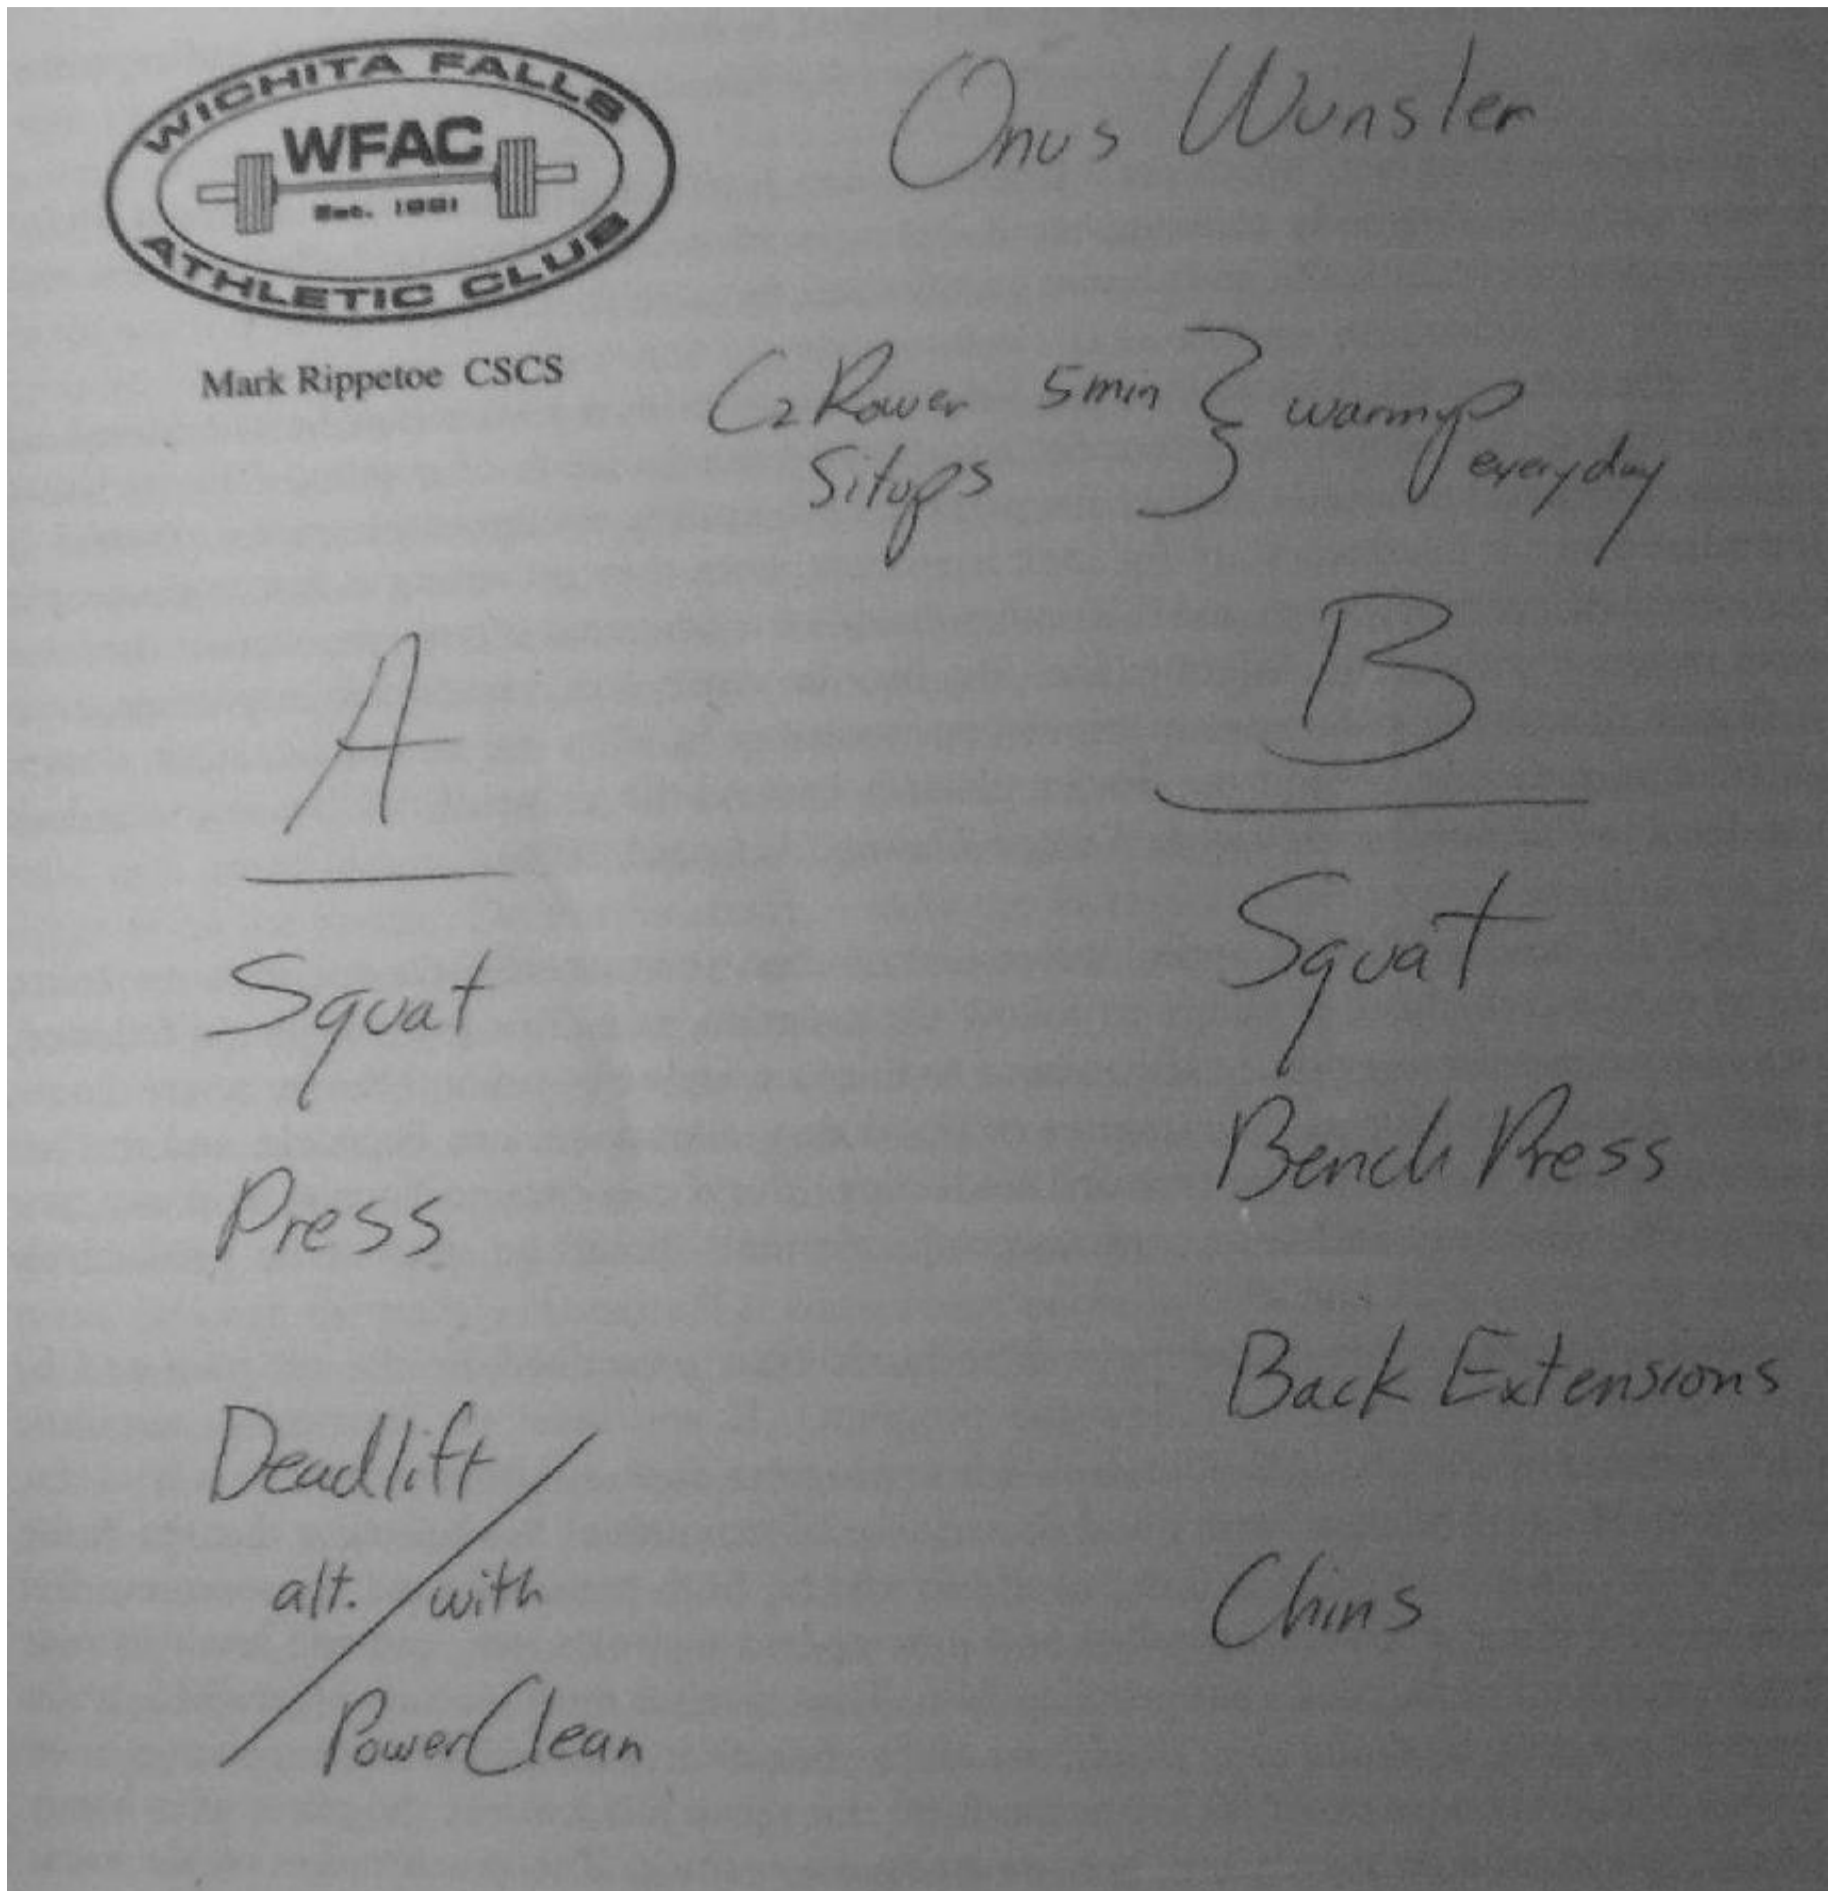 WICHITA FALLS
WFAC
Est. 1981
ATHLETIC CLUB
Mark Rippetoe CSCS
Onus Wunsler
C2 Rower 5min } warmup
Situps everyday
A
Squat
Press
Deadlift
alt. / with
PowerClean
B
Squat
Bench Press
Back Extensions
Chins